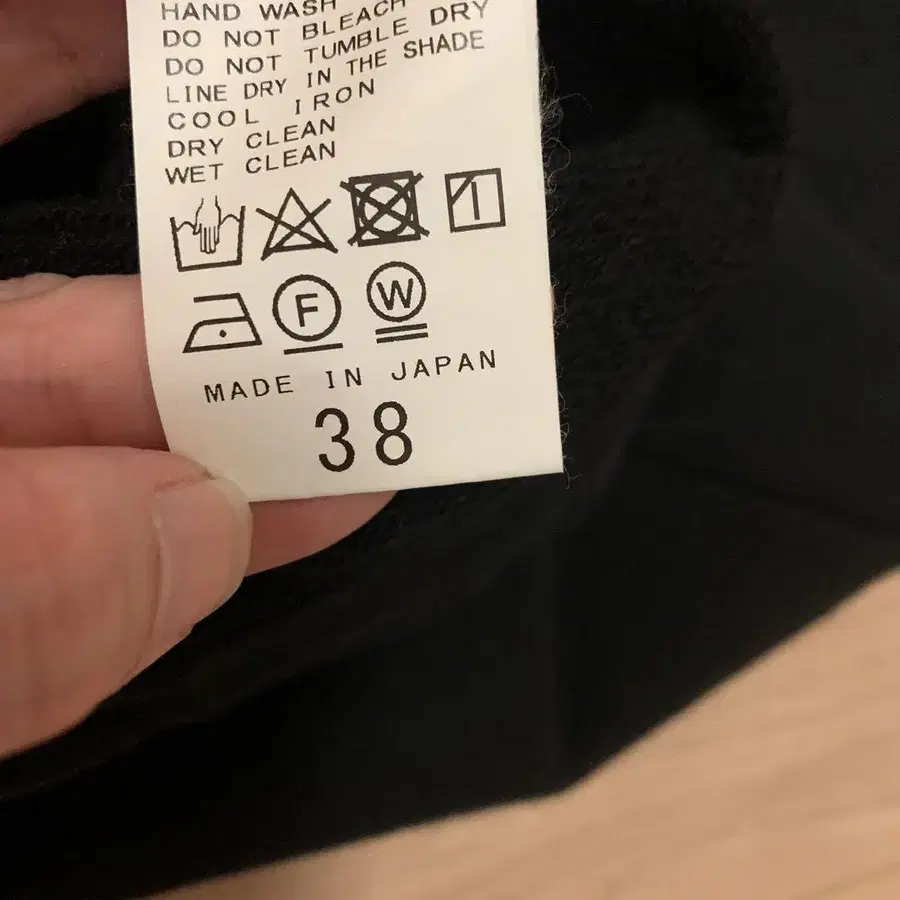 HAND WASH
DO NOT BLEACH
DO NOT TUMBLE DRY
LINE DRY IN THE SHADE
COOL IRON
DRY CLEAN
WET CLEAN
F W
MADE IN JAPAN
38